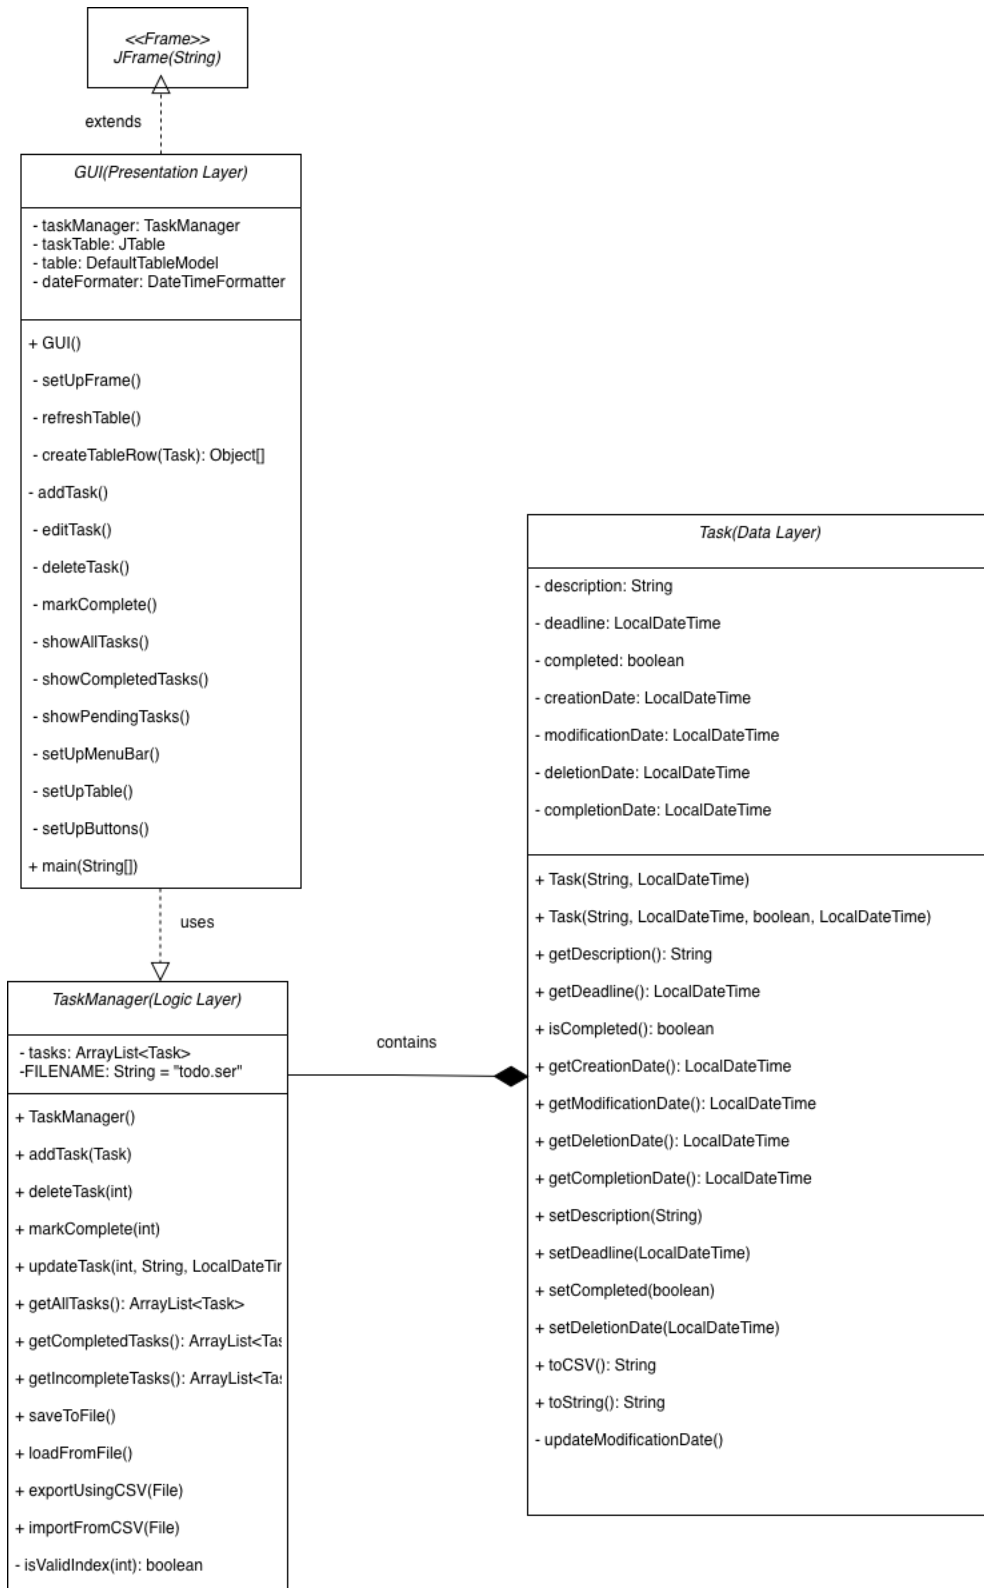 <<Frame>>
JFrame(String)
extends
GUI(Presentation Layer)
- taskManager: TaskManager
- taskTable: JTable
- table: DefaultTableModel
- dateFormater: DateTimeFormatter
+ GUI()
- setUpFrame()
- refreshTable()
- createTableRow(Task): Object[]
- addTask()
- editTask()
- deleteTask()
- markComplete()
- showAllTasks()
- showCompletedTasks()
- showPendingTasks()
- setUpMenuBar()
- setUpTable()
- setUpButtons()
+ main(String[])
uses
TaskManager(Logic Layer)
- tasks: ArrayList<Task>
-FILENAME: String = "todo.ser"
+ TaskManager()
+ addTask(Task)
+ deleteTask(int)
+ markComplete(int)
+ updateTask(int, String, LocalDateTir
+ getAllTasks(): ArrayList<Task>
+ getCompletedTasks(): ArrayList<Tas
+ getIncompleteTasks(): ArrayList<Tas
+ saveToFile()
+ loadFromFile()
+ exportUsingCSV(File)
+ importFromCSV(File)
- isValidIndex(int): boolean
contains
Task(Data Layer)
- description: String
- deadline: LocalDateTime
- completed: boolean
- creationDate: LocalDateTime
- modificationDate: LocalDateTime
- deletionDate: LocalDateTime
- completionDate: LocalDateTime
+ Task(String, LocalDateTime)
+ Task(String, LocalDateTime, boolean, LocalDateTime)
+ getDescription(): String
+ getDeadline(): LocalDateTime
+ isCompleted(): boolean
+ getCreationDate(): LocalDateTime
+ getModificationDate(): LocalDateTime
+ getDeletionDate(): LocalDateTime
+ getCompletionDate(): LocalDateTime
+ setDescription(String)
+ setDeadline(LocalDateTime)
+ setCompleted(boolean)
+ setDeletionDate(LocalDateTime)
+ toCSV(): String
+ toString(): String
- updateModificationDate()